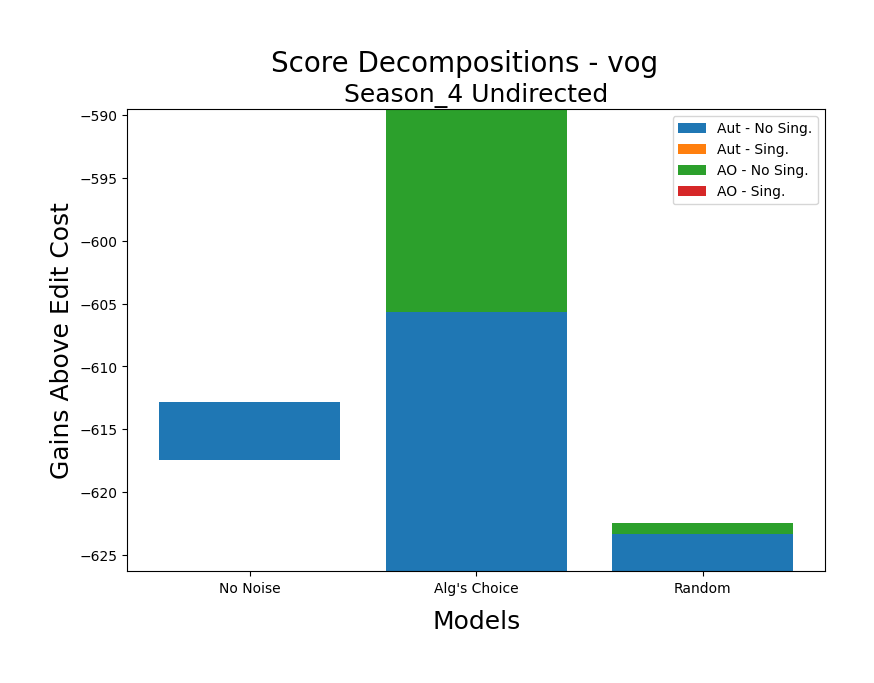 Score Decompositions - vog
Season_4 Undirected
Gains Above Edit Cost
−590
−595
−600
−605
−610
−615
−620
−625
Aut - No Sing.
Aut - Sing.
AO - No Sing.
AO - Sing.
No Noise
Alg's Choice
Random
Models